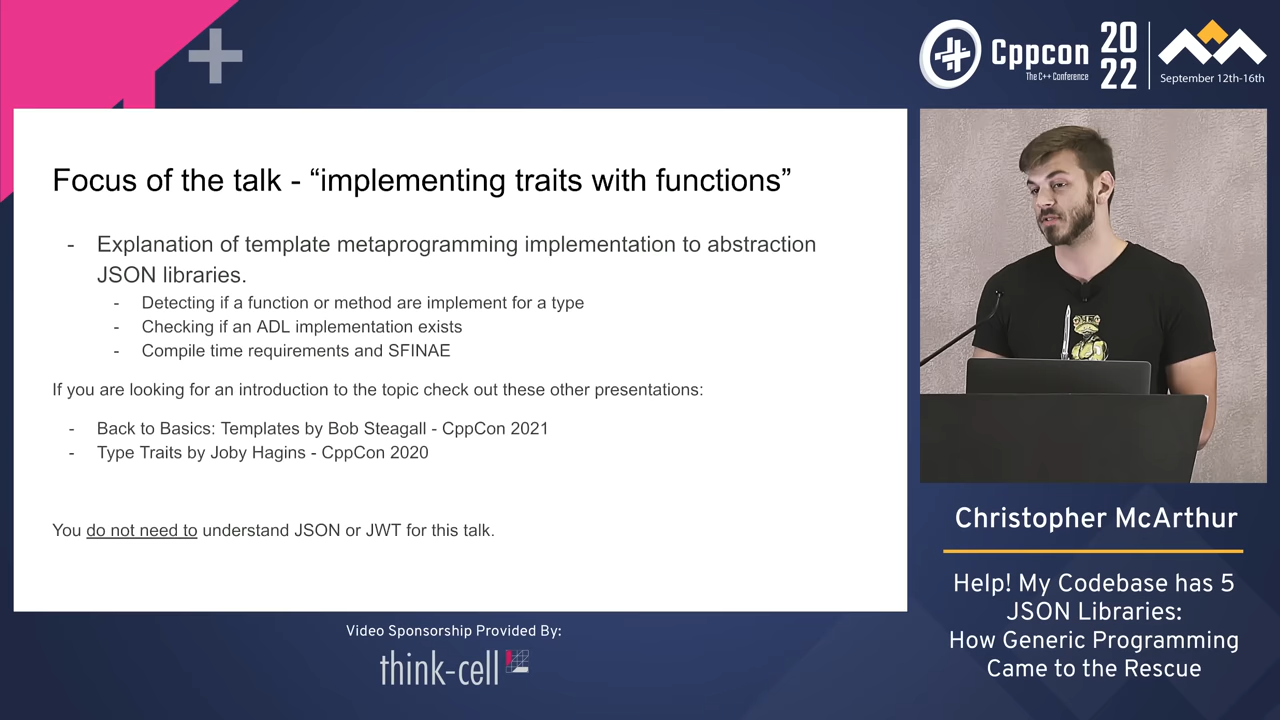 Cppcon
The C++ Conference
20
22
September 12th-16th
Focus of the talk - “implementing traits with functions”
- Explanation of template metaprogramming implementation to abstraction
JSON libraries.
- Detecting if a function or method are implement for a type
- Checking if an ADL implementation exists
- Compile time requirements and SFINAE
If you are looking for an introduction to the topic check out these other presentations:
- Back to Basics: Templates by Bob Steagall - CppCon 2021
- Type Traits by Joby Hagins - CppCon 2020
You do not need to understand JSON or JWT for this talk.
Video Sponsorship Provided By:
think-cell
Christopher McArthur
Help! My Codebase has 5
JSON Libraries:
How Generic Programming
Came to the Rescue